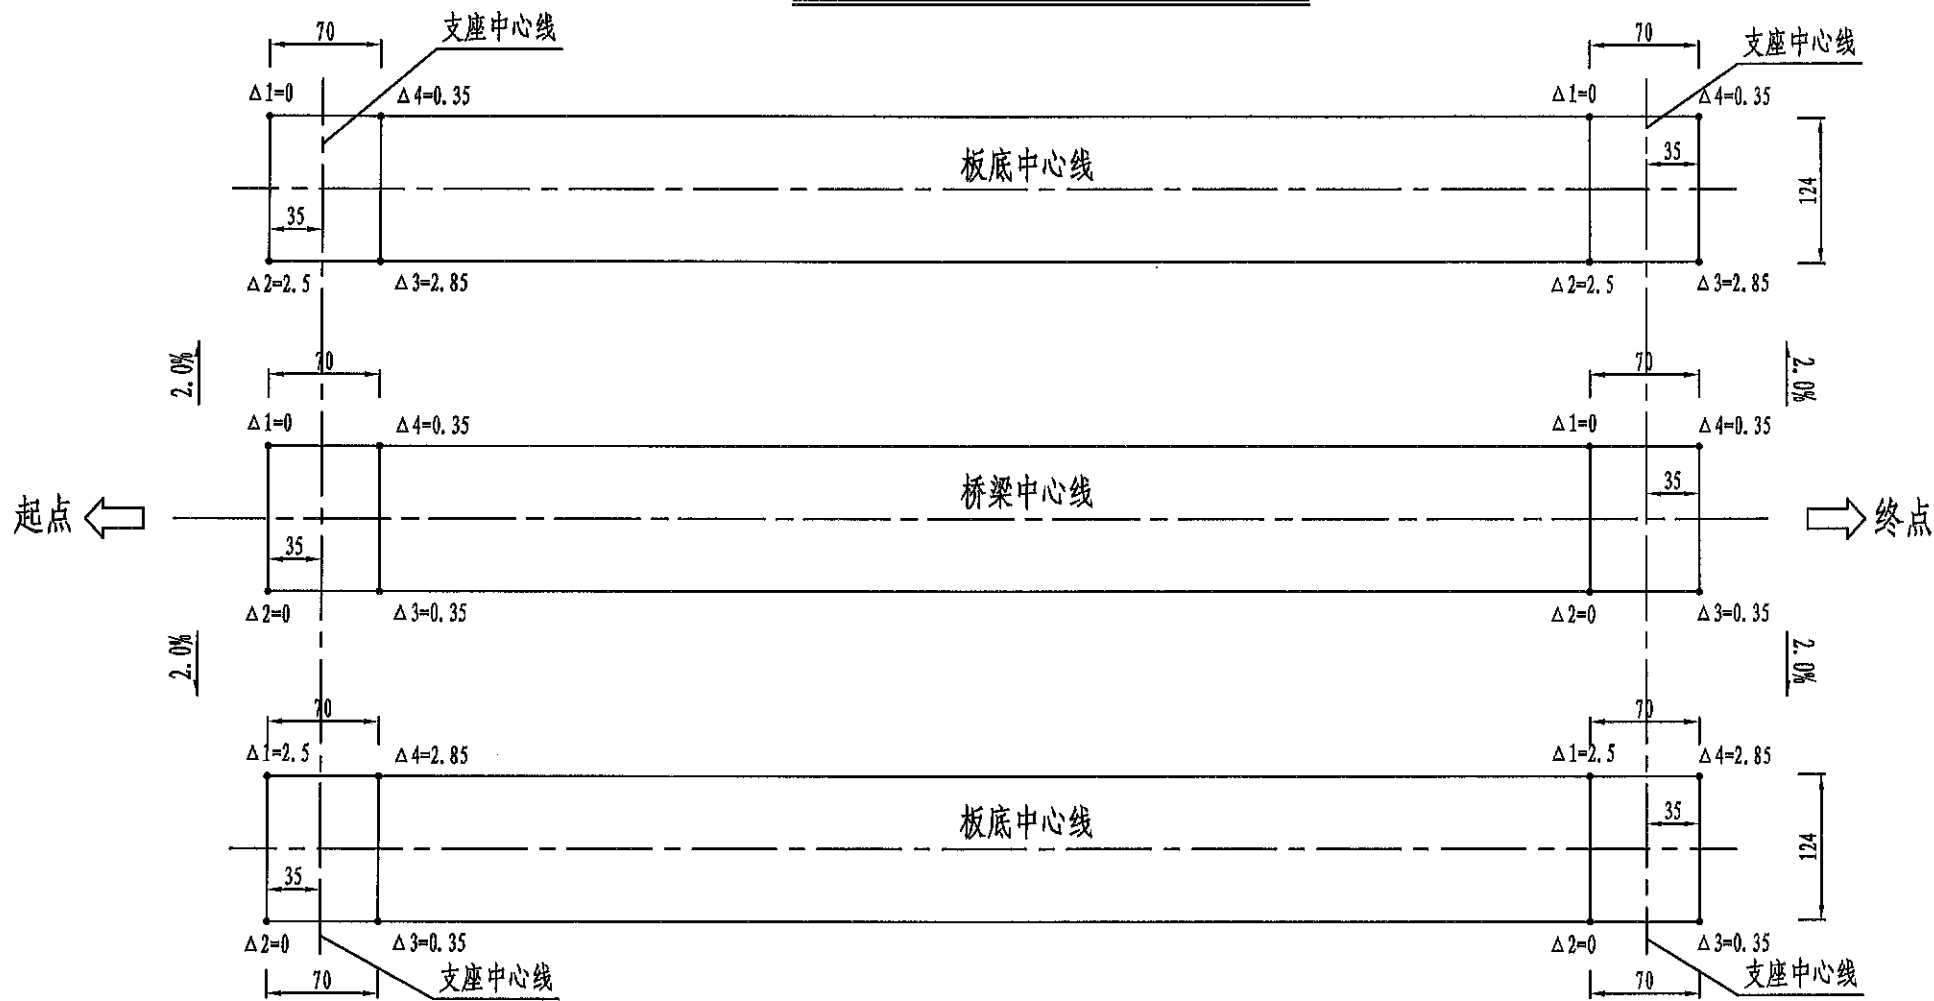 70 支座中心线 70 支座中心线
Δ1=0 Δ4=0.35 Δ1=0 Δ4=0.35
板底中心线 35
35 124
Δ2=2.5 Δ3=2.85 Δ2=2.5 Δ3=2.85
2.0% 70 70 2.0%
Δ1=0 Δ4=0.35 Δ1=0 Δ4=0.35
起点 桥梁中心线 35 终点
35
Δ2=0 Δ3=0.35 Δ2=0 Δ3=0.35
2.0% 2.0%
70 70
Δ1=2.5 Δ4=2.85 Δ1=2.5 Δ4=2.85
板底中心线 35
35 124
Δ2=0 Δ3=0.35 Δ2=0 Δ3=0.35
70 支座中心线 70 支座中心线